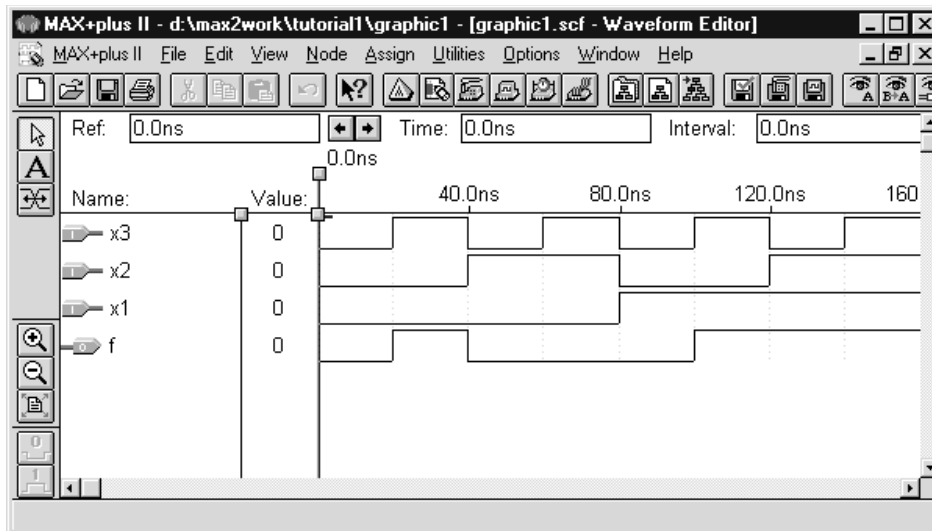 MAX+plus II - d:\max2work\tutorial1\graphic1 - [graphic1.scf - Waveform Editor]
MAX+plus II File Edit View Node Assign Utilities Options Window Help
Ref: 0.0ns Time: 0.0ns Interval: 0.0ns
0.0ns
Name: Value: 40.0ns 80.0ns 120.0ns 160
x3 0
x2 0
x1 0
f 0